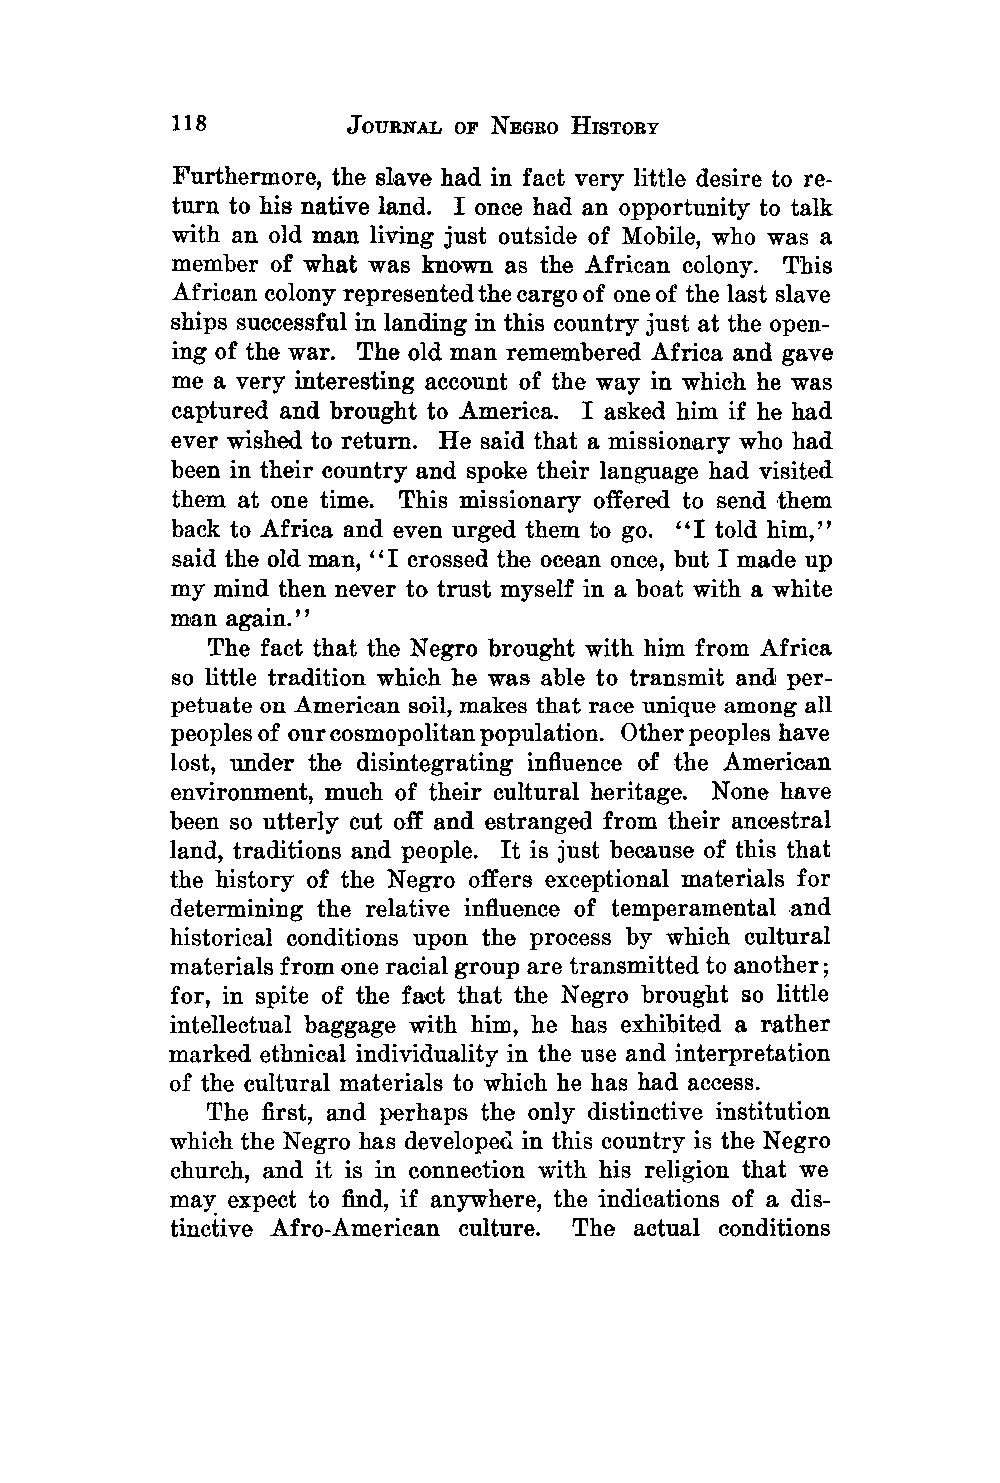 118 JOURNAL OF NEGRO HISTORY
Furthermore, the slave had in fact very little desire to re-
turn to his native land. I once had an opportunity to talk
with an old man living just outside of Mobile, who was a
member of what was known as the African colony. This
African colony represented the cargo of one of the last slave
ships successful in landing in this country just at the open-
ing of the war. The old man remembered Africa and gave
me a very interesting account of the way in which he was
captured and brought to America. I asked him if he had
ever wished to return. He said that a missionary who had
been in their country and spoke their language had visited
them at one time. This missionary offered to send them
back to Africa and even urged them to go. “I told him,”
said the old man, “I crossed the ocean once, but I made up
my mind then never to trust myself in a boat with a white
man again.”
The fact that the Negro brought with him from Africa
so little tradition which he was able to transmit and per-
petuate on American soil, makes that race unique among all
peoples of our cosmopolitan population. Other peoples have
lost, under the disintegrating influence of the American
environment, much of their cultural heritage. None have
been so utterly cut off and estranged from their ancestral
land, traditions and people. It is just because of this that
the history of the Negro offers exceptional materials for
determining the relative influence of temperamental and
historical conditions upon the process by which cultural
materials from one racial group are transmitted to another;
for, in spite of the fact that the Negro brought so little
intellectual baggage with him, he has exhibited a rather
marked ethnical individuality in the use and interpretation
of the cultural materials to which he has had access.
The first, and perhaps the only distinctive institution
which the Negro has developed in this country is the Negro
church, and it is in connection with his religion that we
may expect to find, if anywhere, the indications of a dis-
tinctive Afro-American culture. The actual conditions